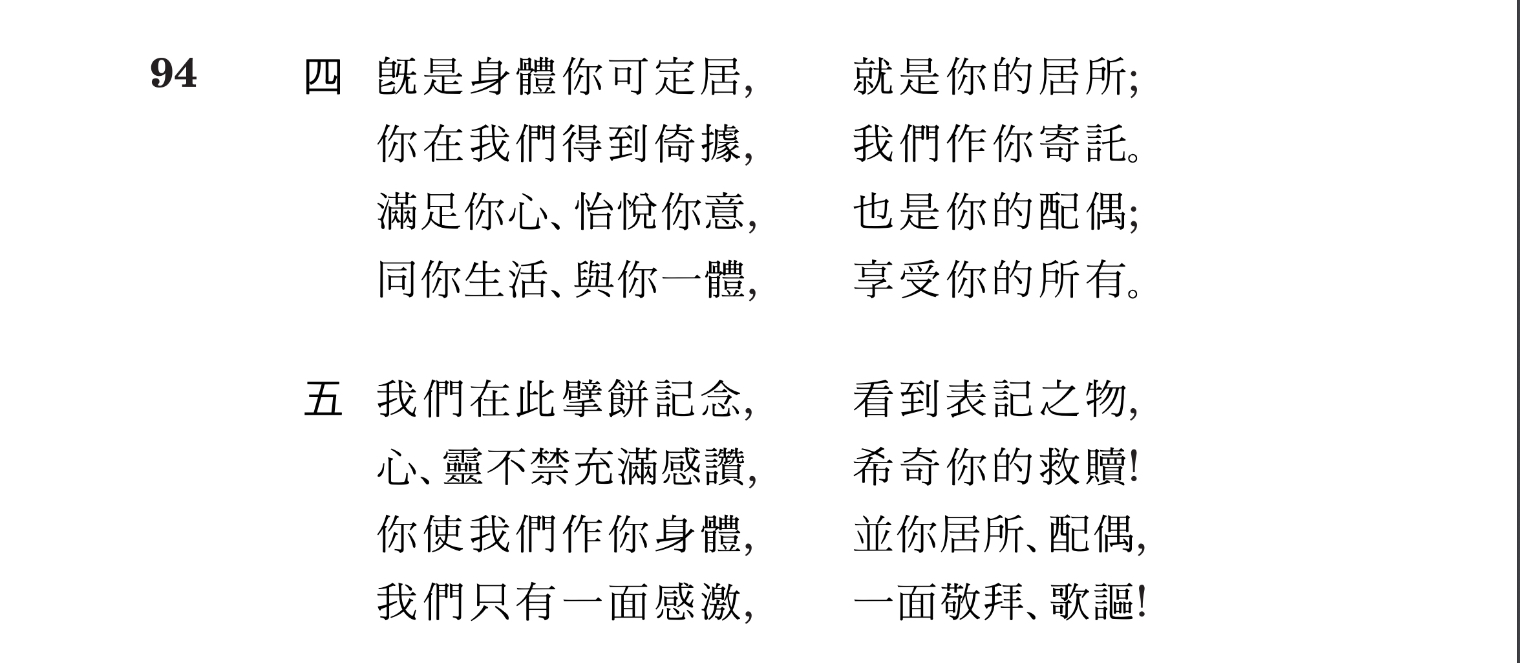 94 四 既是身體你可定居, 就是你的居所;
你在我們得到倚據, 我們作你寄託。
滿足你心、怡悅你意, 也是你的配偶;
同你生活、與你一體, 享受你的所有。
五 我們在此擘餅記念, 看到表記之物,
心、靈不禁充滿感讚, 希奇你的救贖!
你使我們作你身體, 並你居所、配偶,
我們只有一面感激, 一面敬拜、歌謳!